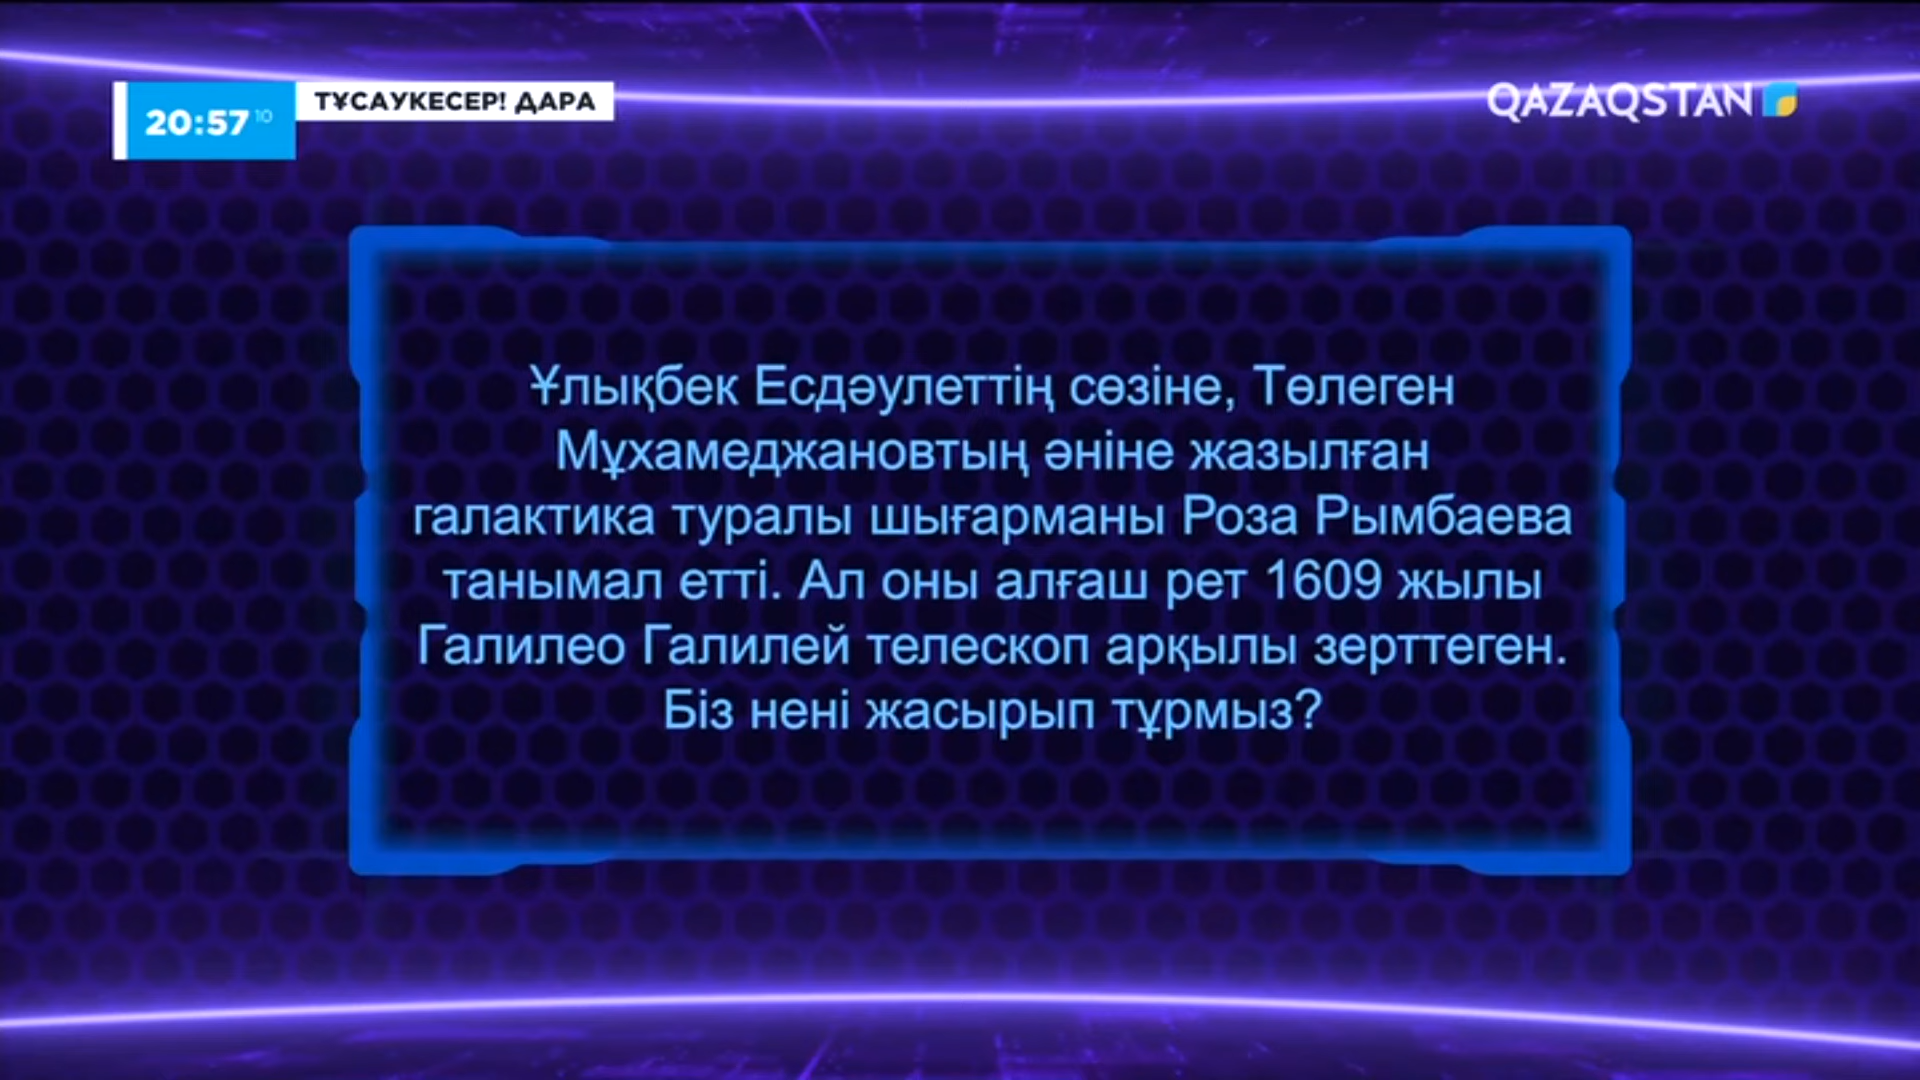 20:57 10
ТҰСАУКЕСЕР! ДАРА
QAZAQSTAN
Ұлықбек Есдәулеттің сөзіне, Төлеген
Мұхамеджановтың әніне жазылған
галактика туралы шығарманы Роза Рымбаева
танымал етті. Ал оны алғаш рет 1609 жылы
Галилео Галилей телескоп арқылы зерттеген.
Біз нені жасырып тұрмыз?